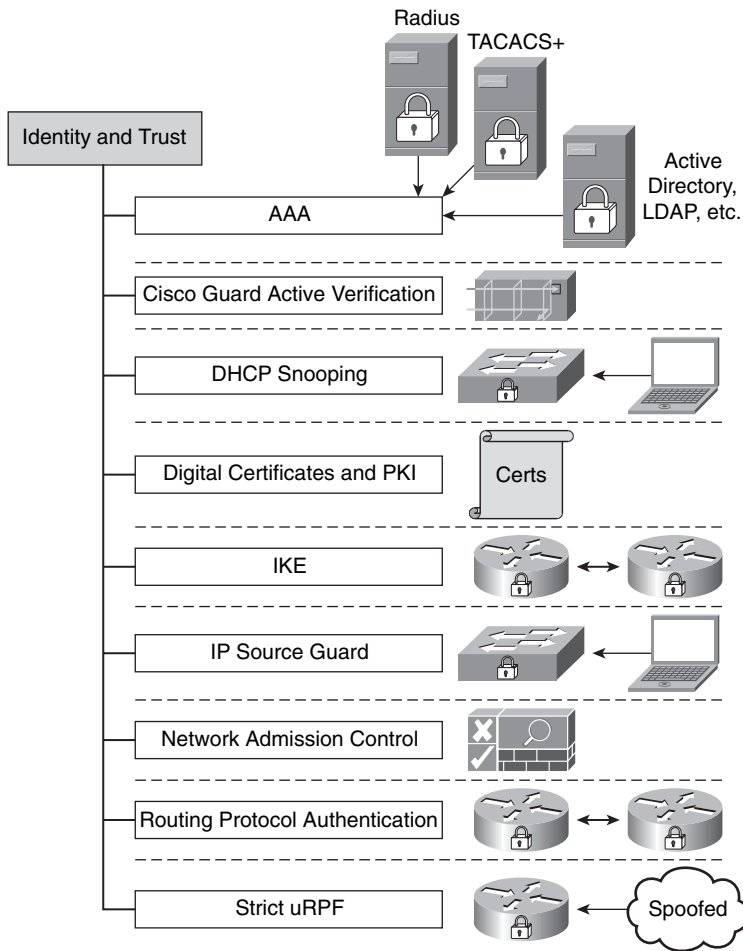 Radius
TACACS+
Identity and Trust
Active
Directory,
LDAP, etc.
AAA
Cisco Guard Active Verification
DHCP Snooping
Digital Certificates and PKI
Certs
IKE
IP Source Guard
Network Admission Control
Routing Protocol Authentication
Strict uRPF
Spoofed